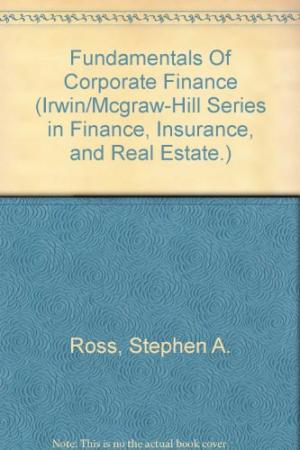 Fundamentals Of
Corporate Finance
(Irwin/Mcgraw-Hill Series
in Finance, Insurance,
and Real Estate.)
Ross, Stephen A.
Note: This is no the actual book cover